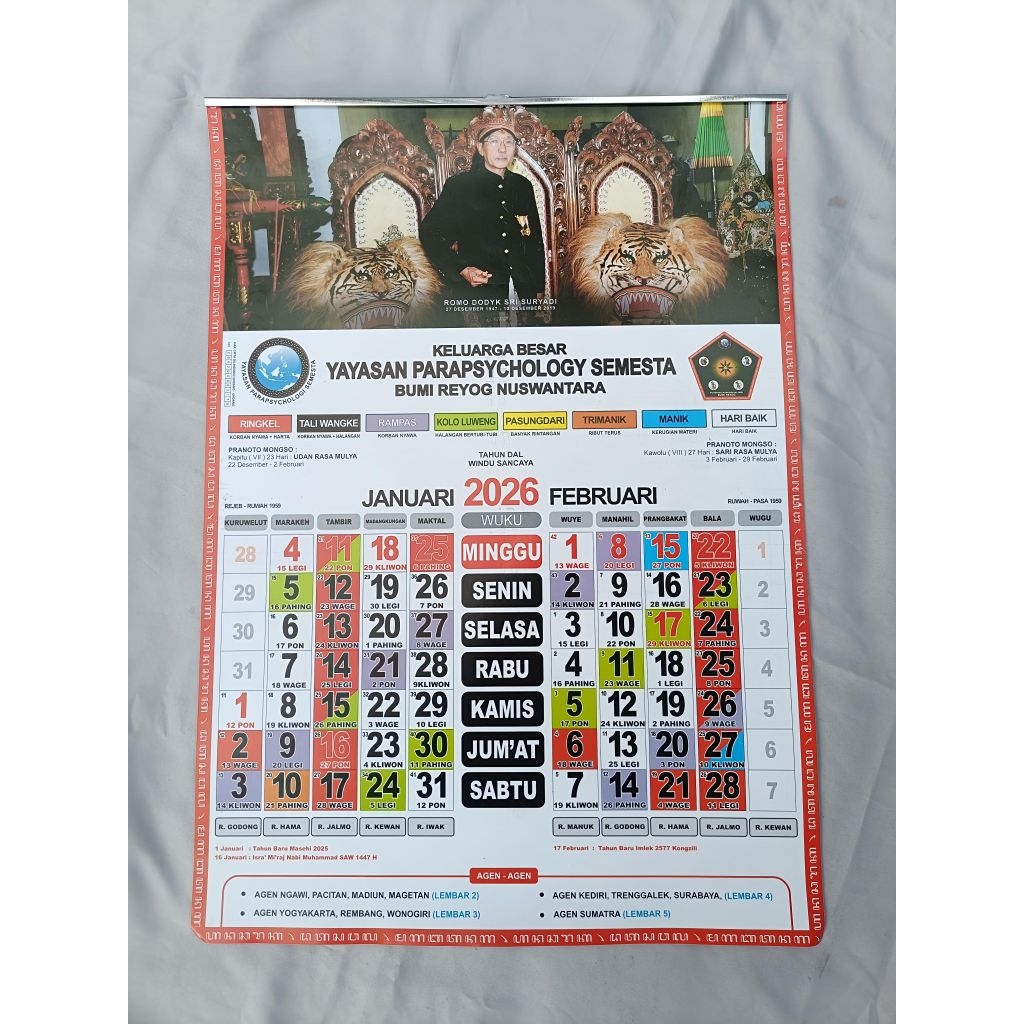 ROMO DODYK SRI SURYADI
27 DESEMBER 1947 - 10 DESEMBER 2019
KELUARGA BESAR
YAYASAN PARAPSYCHOLOGY SEMESTA
BUMI REYOG NUSWANTARA
YAYASAN PARAPSYCHOLOGI SEMESTA
RINGKEL TALI WANGKE RAMPAS KOLO LUWENG PASUNGDARI TRIMANIK MANIK HARI BAIK
KORBAN NYAWA + HARTA KORBAN NYAWA + HALANGAN KORBAN NYAWA HALANGAN BERTUBI-TUBI BANYAK RINTANGAN RIBUT TERUS KERUGIAN MATERI HARI BAIK
PRANOTO MONGSO :
Kapitu ( VII ) 23 Hari : UDAN RASA MULYA
22 Desember - 2 Februari
TAHUN DAL
WINDU SANCAYA
PRANOTO MONGSO :
Kawolu ( VIII ) 27 Hari : SARI RASA MULYA
3 Februari - 29 Februari
REJEB - RUWAH 1959 JANUARI 2026 FEBRUARI RUWAH - PASA 1959
KURUWELUT MARAKEH TAMBIR MADANGKUNGAN MAKTAL WUKU WUYE MANAHIL PRANGBAKAT BALA WUGU
28 4 11 18 25 MINGGU 1 8 15 22 1
15 LEGI 22 PON 29 KLIWON 6 PAHING 13 WAGE 20 LEGI 27 PON 5 KLIWON
29 5 12 19 26 SENIN 2 9 16 23 2
16 PAHING 23 WAGE 30 LEGI 7 PON 14 KLIWON 21 PAHING 28 WAGE 6 LEGI
30 6 13 20 27 SELASA 3 10 17 24 3
17 PON 24 KLIWON 1 PAHING 8 WAGE 15 LEGI 22 PON 29 KLIWON 7 PAHING
31 7 14 21 28 RABU 4 11 18 25 4
18 WAGE 25 LEGI 2 PON 9KLIWON 16 PAHING 23 WAGE 1 LEGI 8 PON
1 8 15 22 29 KAMIS 5 12 19 26 5
12 PON 19 KLIWON 26 PAHING 3 WAGE 10 LEGI 17 PON 24 KLIWON 2 PAHING 9 WAGE
2 9 16 23 30 JUM'AT 6 13 20 27 6
13 WAGE 20 LEGI 27 PON 4 KLIWON 11 PAHING 18 WAGE 25 LEGI 3 PON 10 KLIWON
3 10 17 24 31 SABTU 7 14 21 28 7
14 KLIWON 21 PAHING 28 WAGE 5 LEGI 12 PON 19 KLIWON 26 PAHING 4 WAGE 11 LEGI
R. GODONG R. HAMA R. JALMO R. KEWAN R. IWAK R. MANUK R. GODONG R. HAMA R. JALMO R. KEWAN
1 Januari : Tahun Baru Masehi 2025
16 Januari : Isra' Mi'raj Nabi Muhammad SAW 1447 H
17 Februari : Tahun Baru Imlek 2577 Kongzili
AGEN - AGEN
• AGEN NGAWI, PACITAN, MADIUN, MAGETAN (LEMBAR 2)
• AGEN YOGYAKARTA, REMBANG, WONOGIRI (LEMBAR 3)
• AGEN KEDIRI, TRENGGALEK, SURABAYA, (LEMBAR 4)
• AGEN SUMATRA (LEMBAR 5)